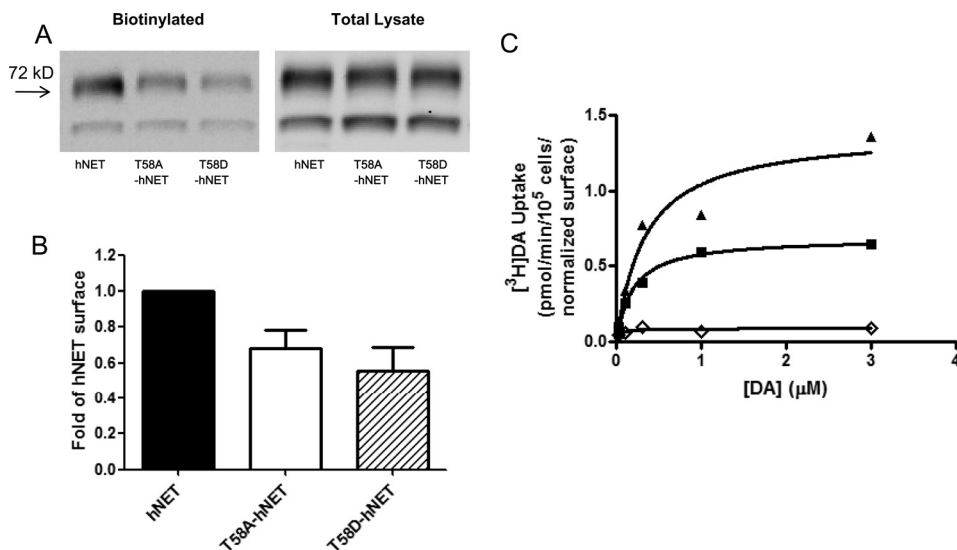 A
Biotinylated
Total Lysate
72 kD
hNET
T58A
-hNET
T58D
-hNET
hNET
T58A
-hNET
T58D
-hNET
B
Fold of hNET surface
1.2
1.0
0.8
0.6
0.4
0.2
0.0
hNET
T58A-hNET
T58D-hNET
C
[³H]DA Uptake
(pmol/min/10⁵ cells/
normalized surface)
1.5
1.0
0.5
0.0
0
1
2
3
4
[DA] (µM)